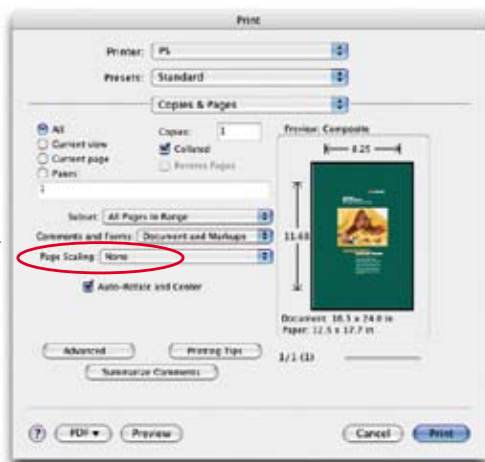 Print
Printer: PS
Presets: Standard
Copies & Pages
All
Current view
Current page
Pages:
1
Copies: 1
Collated
Reverse Pages
Subset: All Pages in Range
Comments and Forms: Document and Markups
Page Scaling: None
Auto-Rotate and Center
Advanced
Printing Tips
Summarize Comments
Preview: Composite
8.25
11.68
Document: 16.5 x 24.0 in
Paper: 12.5 x 17.7 in
1/1 (1)
?
PDF
Preview
Cancel
Print